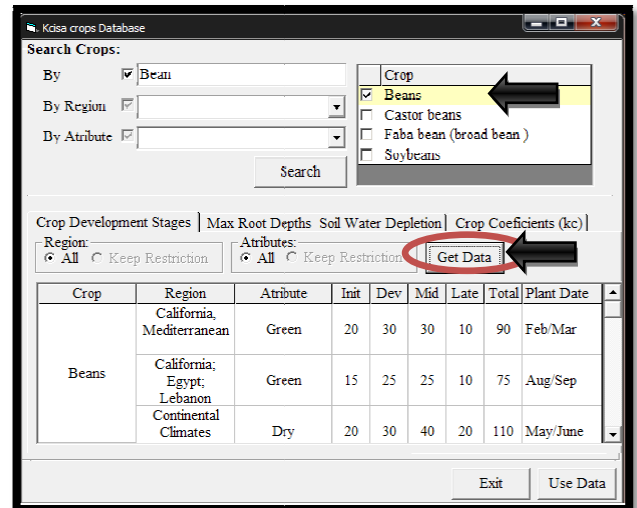 Kcisa crops Database
Search Crops:
By Bean
By Region
By Atribute
Search
Crop
Beans
Castor beans
Faba bean (broad bean )
Soybeans
Crop Development Stages Max Root Depths Soil Water Depletion Crop Coeficients (kc)
Region: Atributes:
All Keep Restriction All Keep Restriction Get Data
Crop Region Atribute Init Dev Mid Late Total Plant Date
California,
Mediterranean Green 20 30 30 10 90 Feb/Mar
Beans
California;
Egypt;
Lebanon Green 15 25 25 10 75 Aug/Sep
Continental
Climates Dry 20 30 40 20 110 May/June
Exit Use Data